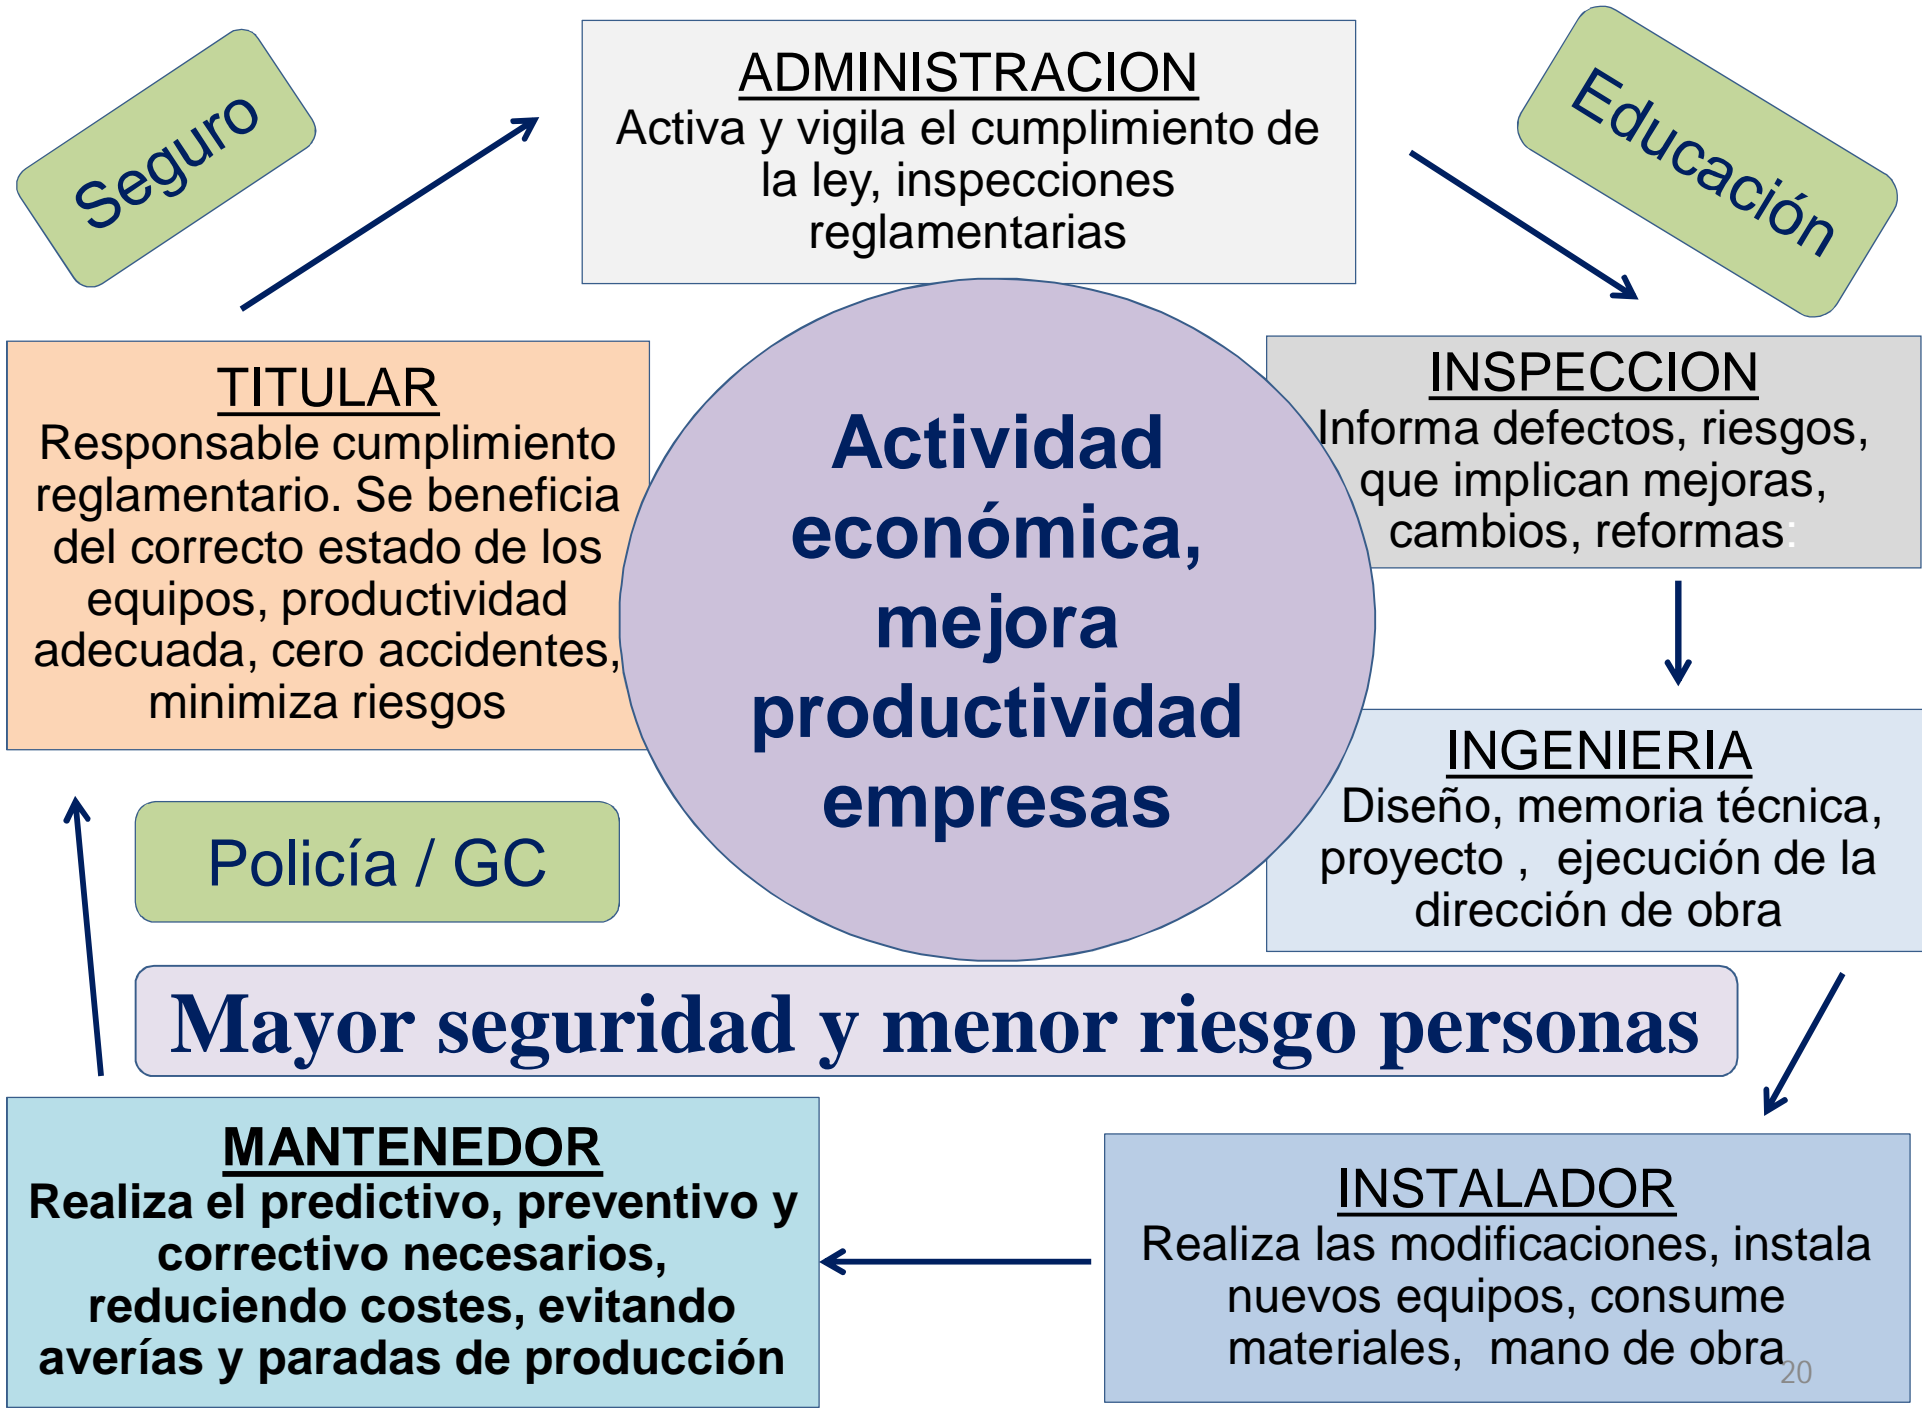 Seguro
ADMINISTRACION
Activa y vigila el cumplimiento de
la ley, inspecciones
reglamentarias
Educación
TITULAR
Responsable cumplimiento
reglamentario. Se beneficia
del correcto estado de los
equipos, productividad
adecuada, cero accidentes,
minimiza riesgos
Actividad
económica,
mejora
productividad
empresas
INSPECCION
Informa defectos, riesgos,
que implican mejoras,
cambios, reformas:
INGENIERIA
Diseño, memoria técnica,
proyecto , ejecución de la
dirección de obra
Policía / GC
Mayor seguridad y menor riesgo personas
MANTENEDOR
Realiza el predictivo, preventivo y
correctivo necesarios,
reduciendo costes, evitando
averías y paradas de producción
INSTALADOR
Realiza las modificaciones, instala
nuevos equipos, consume
materiales, mano de obra
20